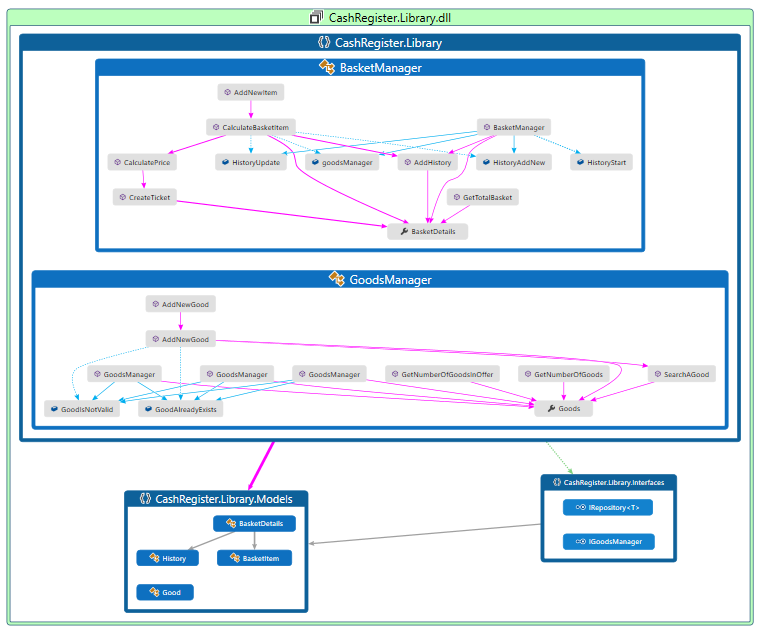 CashRegister.Library.dll
CashRegister.Library
BasketManager
AddNewItem
CalculateBasketItem
BasketManager
CalculatePrice
HistoryUpdate
goodsManager
AddHistory
HistoryAddNew
HistoryStart
CreateTicket
GetTotalBasket
BasketDetails
GoodsManager
AddNewGood
AddNewGood
GoodsManager
GoodsManager
GoodsManager
GetNumberOfGoodsInOffer
GetNumberOfGoods
SearchAGood
GoodIsNotValid
GoodAlreadyExists
Goods
CashRegister.Library.Models
BasketDetails
History
BasketItem
Good
CashRegister.Library.Interfaces
IRepository<T>
IGoodsManager